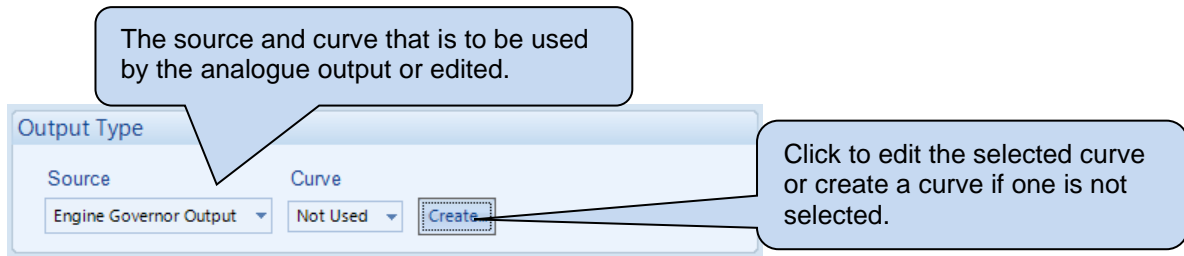 The source and curve that is to be used
by the analogue output or edited.
Output Type
Source
Curve
Engine Governor Output
Not Used
Create...
Click to edit the selected curve
or create a curve if one is not
selected.